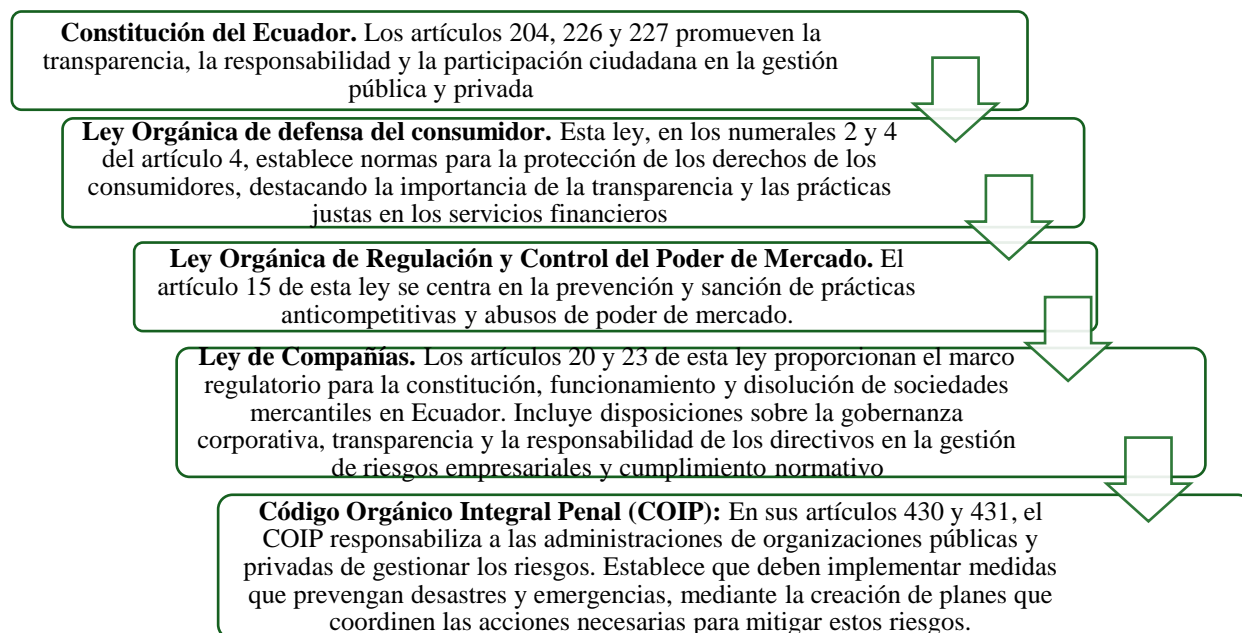 Constitución del Ecuador. Los artículos 204, 226 y 227 promueven la
transparencia, la responsabilidad y la participación ciudadana en la gestión
pública y privada
Ley Orgánica de defensa del consumidor. Esta ley, en los numerales 2 y 4
del artículo 4, establece normas para la protección de los derechos de los
consumidores, destacando la importancia de la transparencia y las prácticas
justas en los servicios financieros
Ley Orgánica de Regulación y Control del Poder de Mercado. El
artículo 15 de esta ley se centra en la prevención y sanción de prácticas
anticompetitivas y abusos de poder de mercado.
Ley de Compañías. Los artículos 20 y 23 de esta ley proporcionan el marco
regulatorio para la constitución, funcionamiento y disolución de sociedades
mercantiles en Ecuador. Incluye disposiciones sobre la gobernanza
corporativa, transparencia y la responsabilidad de los directivos en la gestión
de riesgos empresariales y cumplimiento normativo
Código Orgánico Integral Penal (COIP): En sus artículos 430 y 431, el
COIP responsabiliza a las administraciones de organizaciones públicas y
privadas de gestionar los riesgos. Establece que deben implementar medidas
que prevengan desastres y emergencias, mediante la creación de planes que
coordinen las acciones necesarias para mitigar estos riesgos.